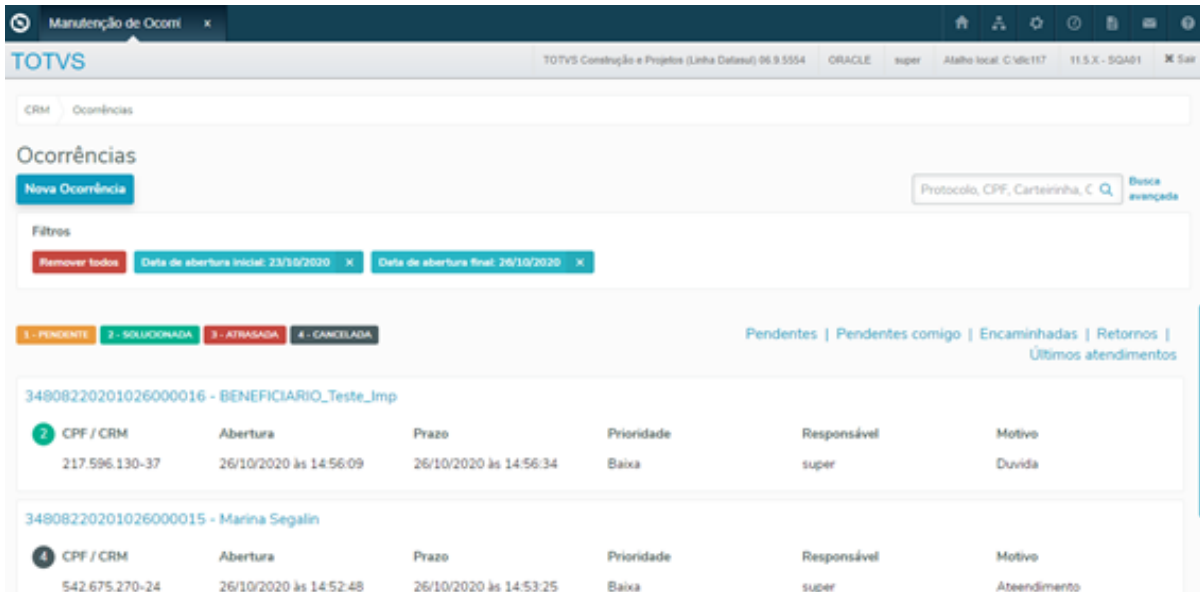 Manutenção de Ocorrê ×
TOTVS TOTVS Construção e Projetos (Linha Datasul) 06.9.5554 ORACLE super Atalho local: C:\dlc117 11.5.X - SQA01 ✖ Sair
CRM Ocorrências
Ocorrências
Nova Ocorrência Protocolo, CPF, Carteirinha, C Busca
avançada
Filtros
Remover todos Data de abertura inicial: 23/10/2020 × Data de abertura final: 26/10/2020 ×
1 - PENDENTE 2 - SOLUCIONADA 3 - ATRASADA 4 - CANCELADA Pendentes | Pendentes comigo | Encaminhadas | Retornos |
Últimos atendimentos
34808220201026000016 - BENEFICIARIO_Teste_Imp
2 CPF / CRM Abertura Prazo Prioridade Responsável Motivo
217.596.130-37 26/10/2020 às 14:56:09 26/10/2020 às 14:56:34 Baixa super Duvida
34808220201026000015 - Marina Segalin
4 CPF / CRM Abertura Prazo Prioridade Responsável Motivo
542.675.270-24 26/10/2020 às 14:52:48 26/10/2020 às 14:53:25 Baixa super Ateendimento